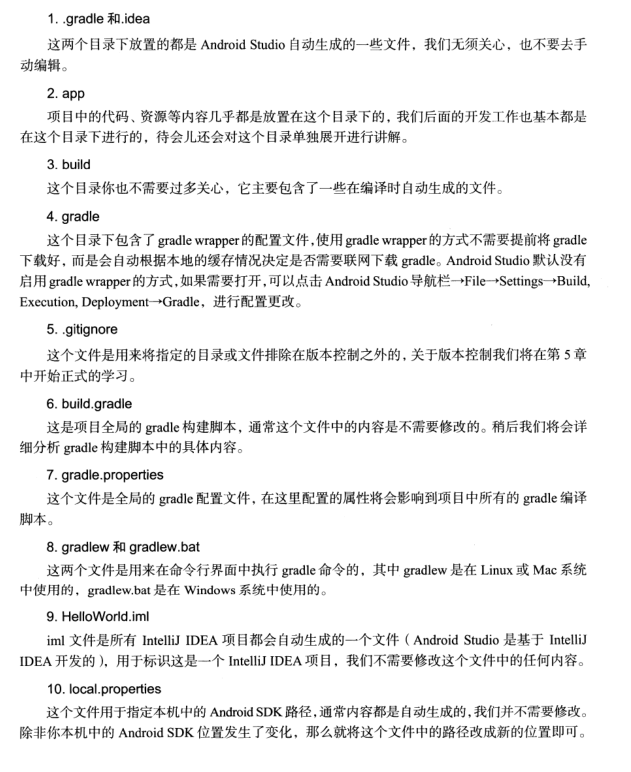 1. .gradle 和.idea
这两个目录下放置的都是 Android Studio 自动生成的一些文件，我们无须关心，也不要去手
动编辑。
2. app
项目中的代码、资源等内容几乎都是放置在这个目录下的，我们后面的开发工作也基本都是
在这个目录下进行的，待会儿还会对这个目录单独展开进行讲解。
3. build
这个目录你也不需要过多关心，它主要包含了一些在编译时自动生成的文件。
4. gradle
这个目录下包含了 gradle wrapper 的配置文件,使用 gradle wrapper 的方式不需要提前将 gradle
下载好，而是会自动根据本地的缓存情况决定是否需要联网下载 gradle。Android Studio 默认没有
启用 gradle wrapper 的方式,如果需要打开,可以点击 Android Studio 导航栏→File→Settings→Build,
Execution, Deployment→Gradle，进行配置更改。
5. .gitignore
这个文件是用来将指定的目录或文件排除在版本控制之外的，关于版本控制我们将在第 5 章
中开始正式的学习。
6. build.gradle
这是项目全局的 gradle 构建脚本，通常这个文件中的内容是不需要修改的。稍后我们将会详
细分析 gradle 构建脚本中的具体内容。
7. gradle.properties
这个文件是全局的 gradle 配置文件，在这里配置的属性将会影响到项目中所有的 gradle 编译
脚本。
8. gradlew 和 gradlew.bat
这两个文件是用来在命令行界面中执行 gradle 命令的，其中 gradlew 是在 Linux 或 Mac 系统
中使用的，gradlew.bat 是在 Windows 系统中使用的。
9. HelloWorld.iml
iml 文件是所有 IntelliJ IDEA 项目都会自动生成的一个文件（Android Studio 是基于 IntelliJ
IDEA 开发的），用于标识这是一个 IntelliJ IDEA 项目，我们不需要修改这个文件中的任何内容。
10. local.properties
这个文件用于指定本机中的 Android SDK 路径,通常内容都是自动生成的,我们并不需要修改。
除非你本机中的 Android SDK 位置发生了变化，那么就将这个文件中的路径改成新的位置即可。